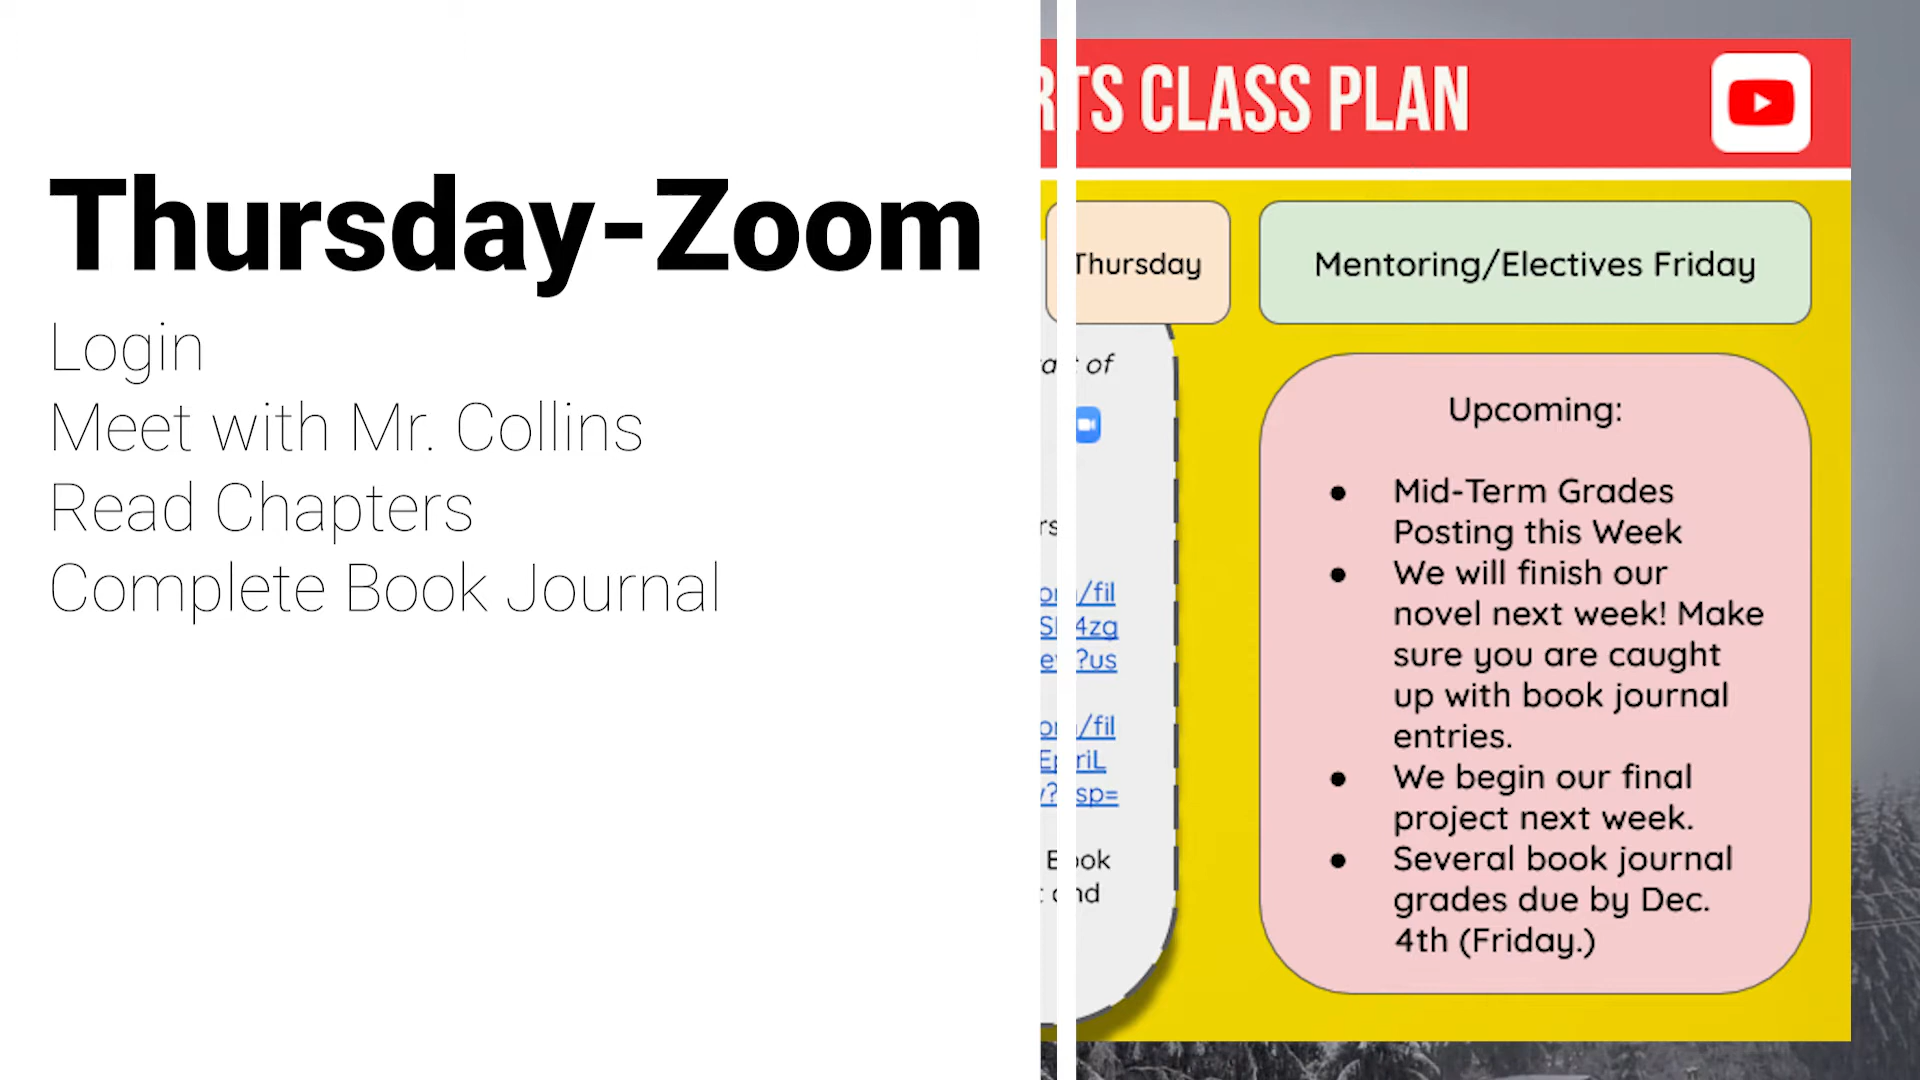 Thursday-Zoom
Login
Meet with Mr. Collins
Read Chapters
Complete Book Journal
CLASS PLAN
Thursday
Mentoring/Electives Friday
of
/fil
4zg
?us
/fil
riL
sp=
Upcoming:
● Mid-Term Grades
Posting this Week
● We will finish our
novel next week! Make
sure you are caught
up with book journal
entries.
● We begin our final
project next week.
● Several book journal
grades due by Dec.
4th (Friday.)